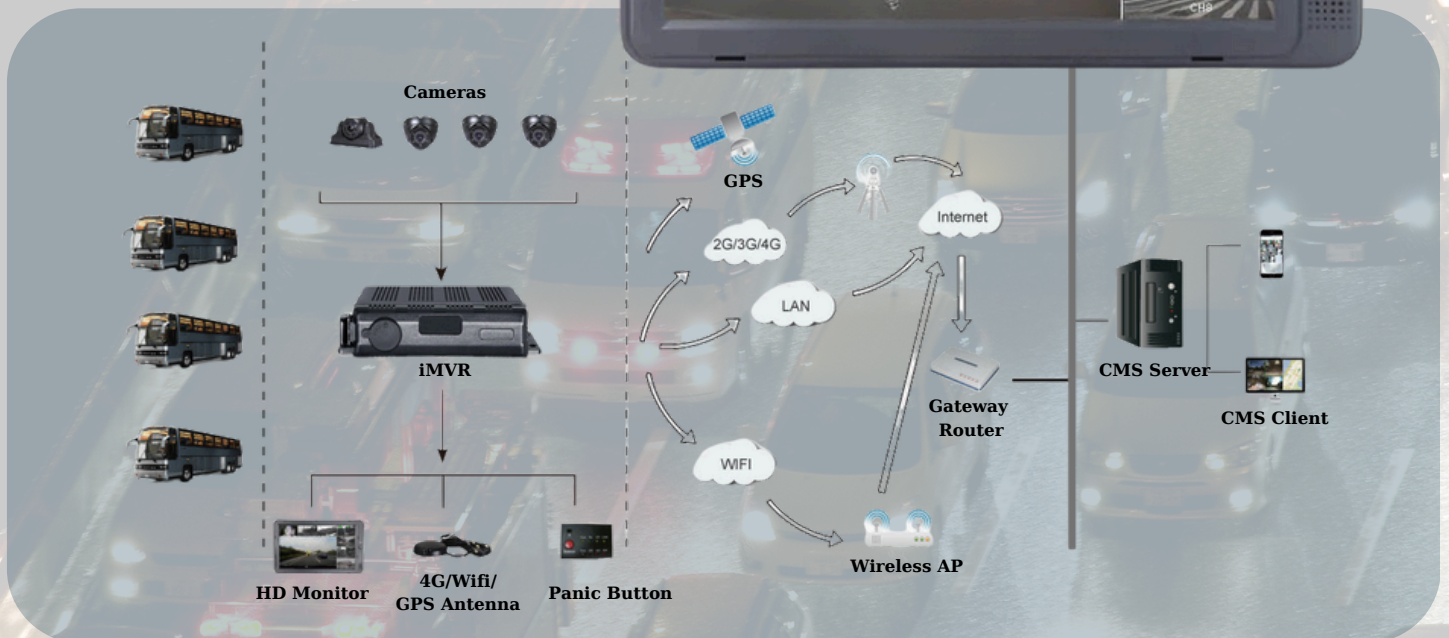 CH8
Cameras
GPS
2G/3G/4G
Internet
LAN
iMVR
CMS Server
Gateway
Router
CMS Client
WIFI
Wireless AP
HD Monitor
4G/Wifi/
GPS Antenna
Panic Button